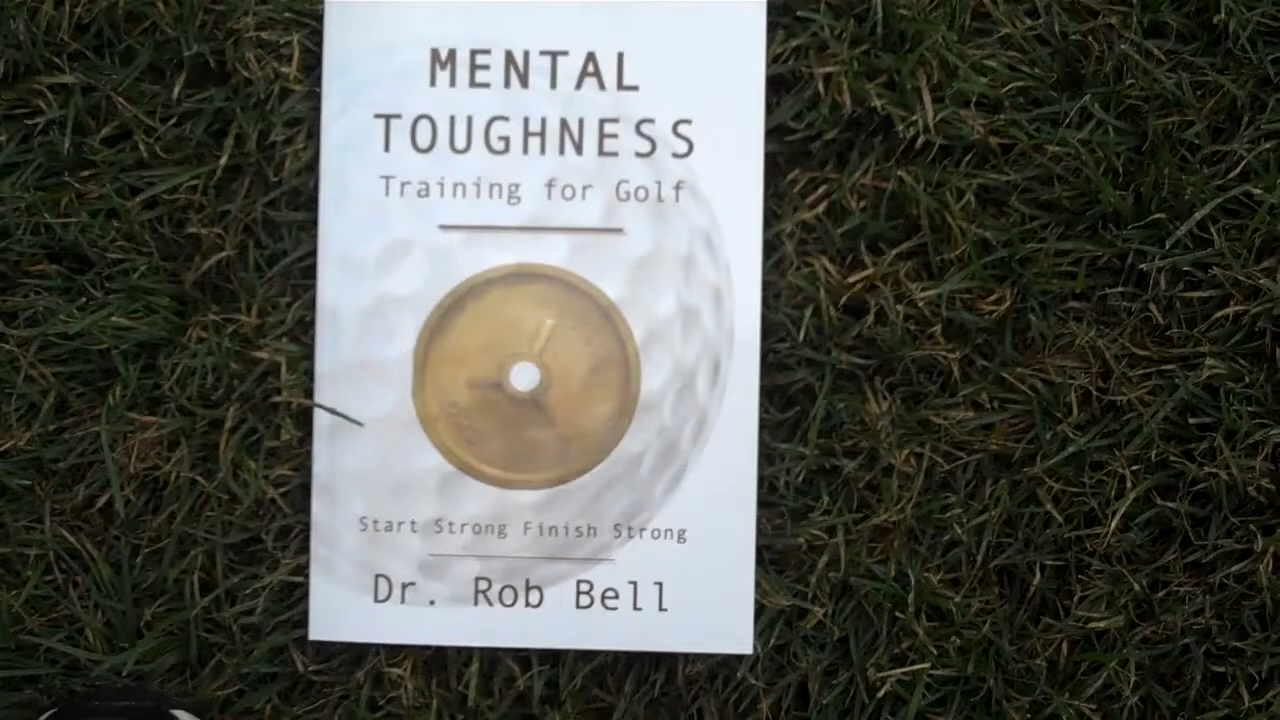 MENTAL
TOUGHNESS
Training for Golf
Start Strong Finish Strong
Dr. Rob Bell